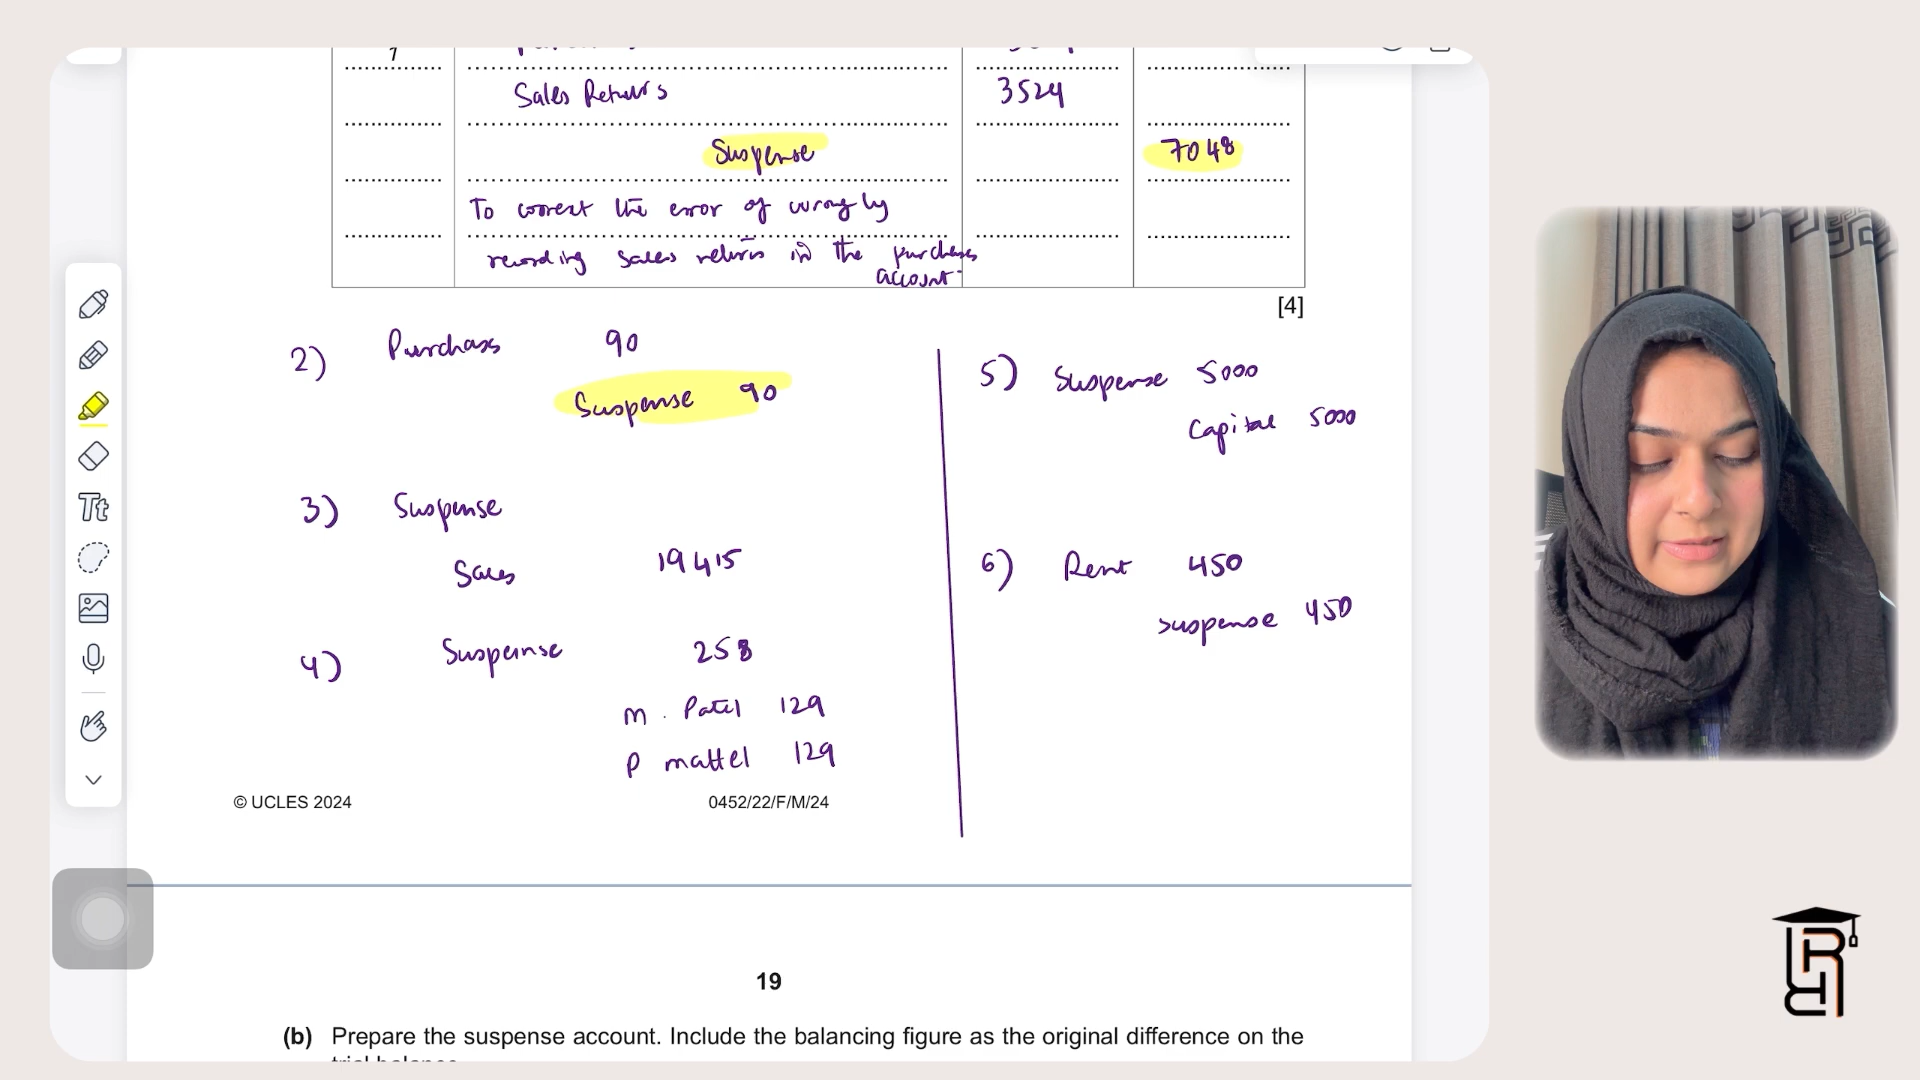 Sales Returns 3524
Suspense 7048
To correct the error of wrongly
recording sales returns in the purchases
account.
[4]
2) Purchases 90
Suspense 90
3) Suspense
Sales 19415
4) Suspense 258
M. Patel 129
P mattel 129
5) Suspense 5000
Capital 5000
6) Rent 450
suspense 450
© UCLES 2024 0452/22/F/M/24
19
(b) Prepare the suspense account. Include the balancing figure as the original difference on the
trial balance.
Tt